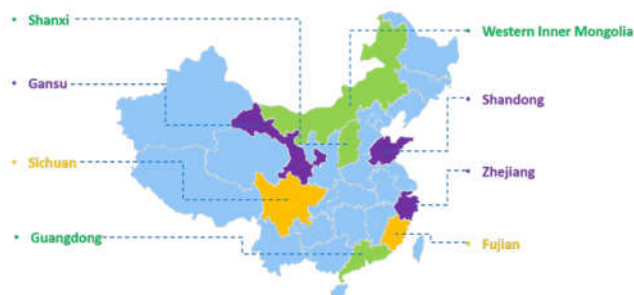 Shanxi
Western Inner Mongolia
Gansu
Shandong
Sichuan
Zhejiang
Guangdong
Fujian